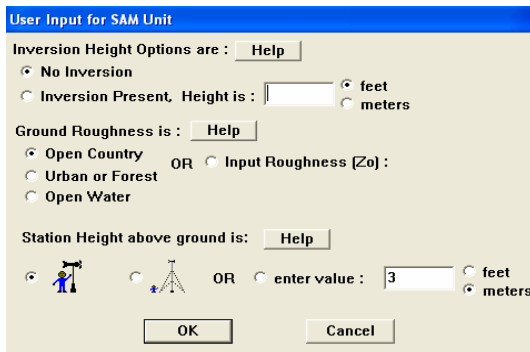 User Input for SAM Unit
Inversion Height Options are : Help
No Inversion
Inversion Present, Height is : feet
meters
Ground Roughness is : Help
Open Country OR Input Roughness (Zo) :
Urban or Forest
Open Water
Station Height above ground is: Help
OR enter value : 3 feet
meters
OK Cancel